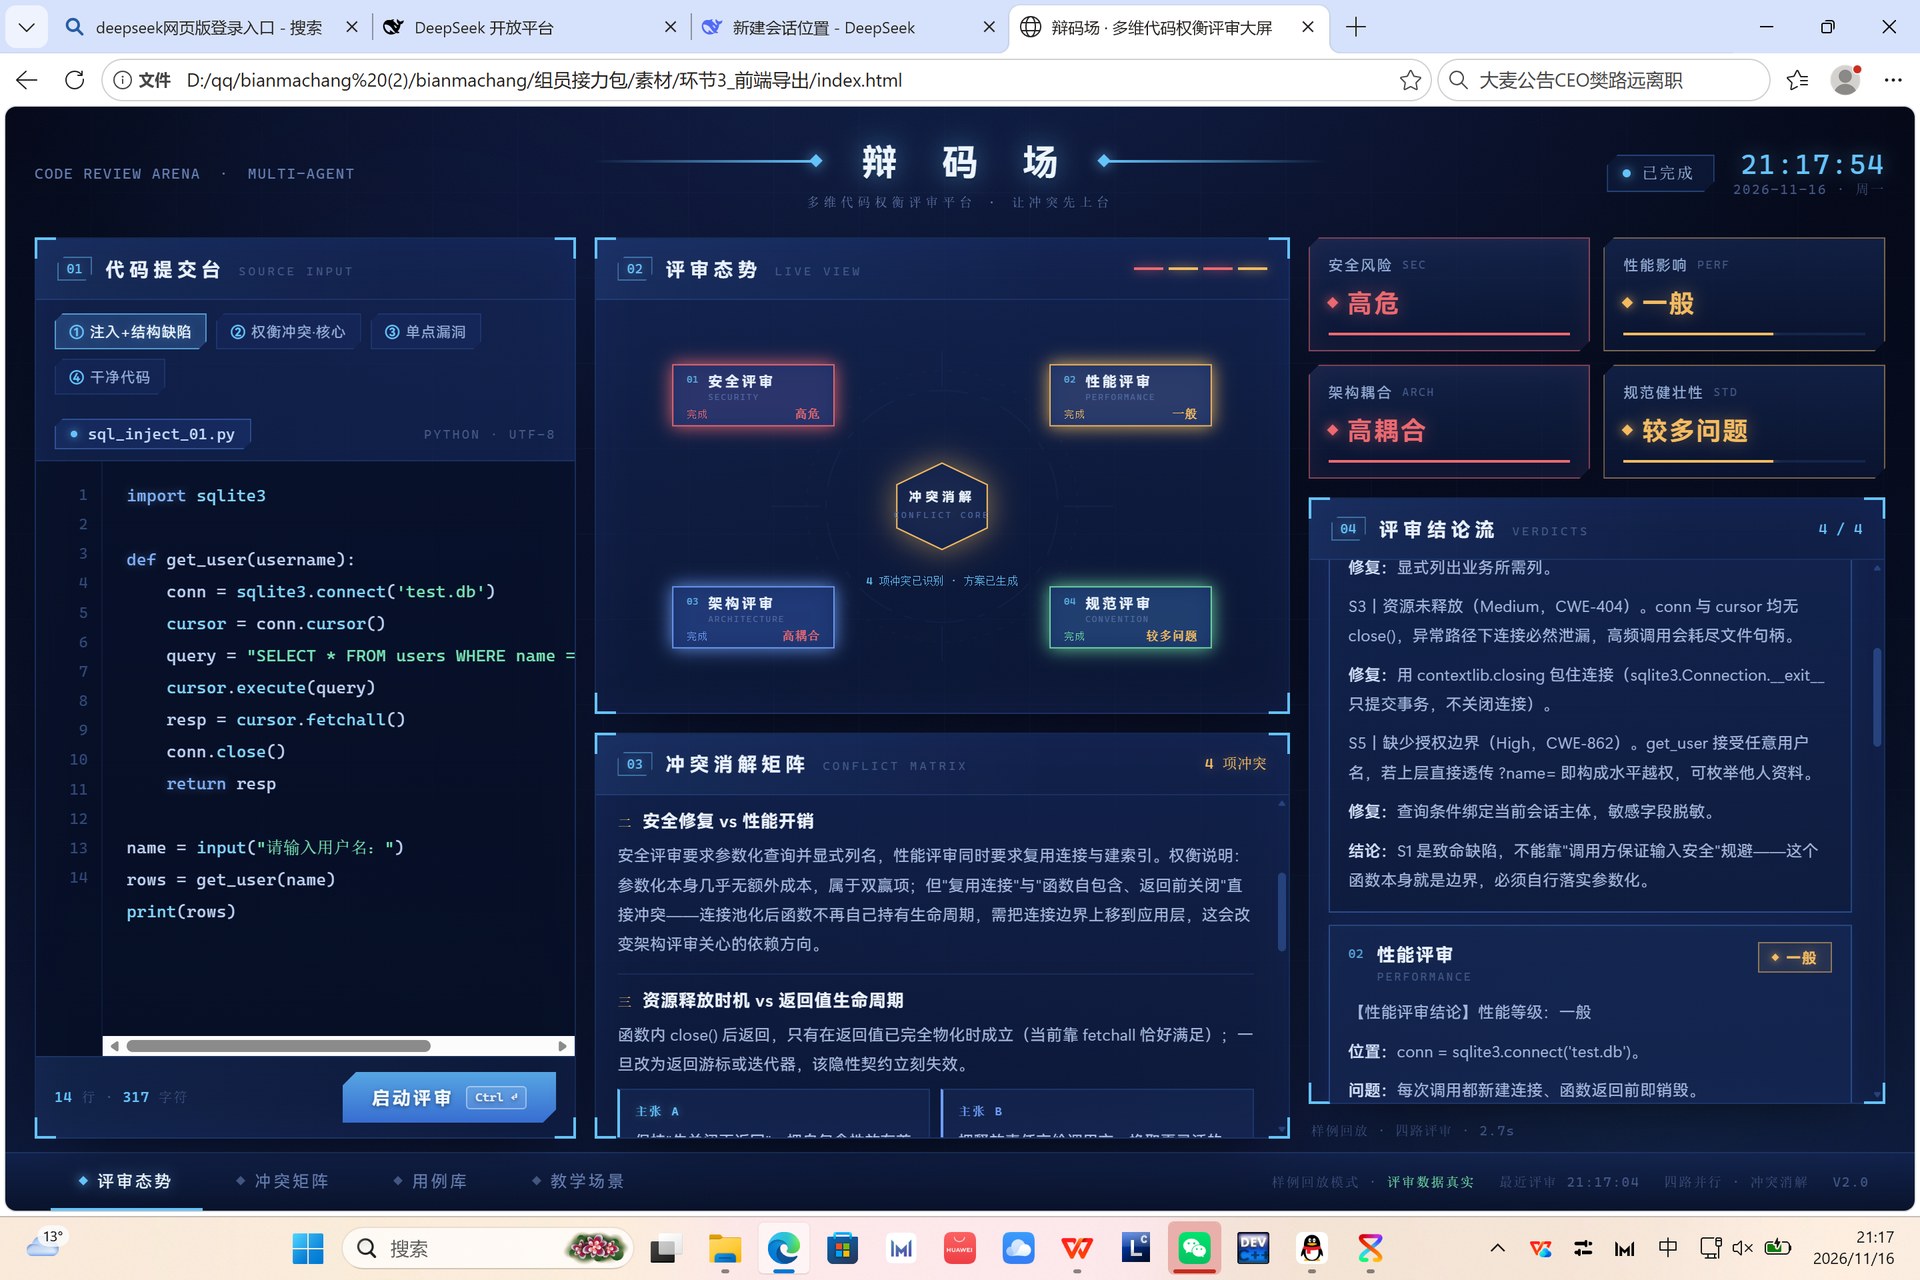 deepseek网页版登录入口 - 搜索
DeepSeek 开放平台
新建会话位置 - DeepSeek
辩码场 · 多维代码权衡评审大屏
文件 D:/qq/bianmachang%20(2)/bianmachang/组员接力包/素材/环节3_前端导出/index.html
大麦公告CEO樊路远离职
CODE REVIEW ARENA · MULTI-AGENT
辩 码 场
多维代码权衡评审平台 · 让冲突先上台
已完成
21:17:54
2026-11-16 · 周一
01 代码提交台 SOURCE INPUT
① 注入+结构缺陷
② 权衡冲突·核心
③ 单点漏洞
④ 干净代码
sql_inject_01.py
PYTHON · UTF-8
1
2
3
4
5
6
7
8
9
10
11
12
13
14
import sqlite3
def get_user(username):
conn = sqlite3.connect('test.db')
cursor = conn.cursor()
query = "SELECT * FROM users WHERE name =
cursor.execute(query)
resp = cursor.fetchall()
conn.close()
return resp
name = input("请输入用户名: ")
rows = get_user(name)
print(rows)
14 行 · 317 字符
启动评审 Ctrl ⏎
02 评审态势 LIVE VIEW
01 安全评审
SECURITY
完成 高危
02 性能评审
PERFORMANCE
完成 一般
冲突消解
CONFLICT CORE
4 项冲突已识别 · 方案已生成
03 架构评审
ARCHITECTURE
完成 高耦合
04 规范评审
CONVENTION
完成 较多问题
03 冲突消解矩阵 CONFLICT MATRIX
4 项冲突
二 安全修复 vs 性能开销
安全评审要求参数化查询并显式列名，性能评审同时要求复用连接与建索引。权衡说明：
参数化本身几乎无额外成本，属于双赢项；但"复用连接"与"函数自包含、返回前关闭"直
接冲突——连接池化后函数不再自己持有生命周期，需把连接边界上移到应用层，这会改
变架构评审关心的依赖方向。
三 资源释放时机 vs 返回值生命周期
函数内 close() 后返回，只有在返回值已完全物化时成立（当前靠 fetchall 恰好满足）；一
旦改为返回游标或迭代器，该隐性契约立刻失效。
主张 A
主张 B
安全风险 SEC
高危
性能影响 PERF
一般
架构耦合 ARCH
高耦合
规范健壮性 STD
较多问题
04 评审结论流 VERDICTS
4 / 4
修复：显式列出业务所需列。
S3 | 资源未释放（Medium，CWE-404）。conn 与 cursor 均无
close()，异常路径下连接必然泄漏，高频调用会耗尽文件句柄。
修复：用 contextlib.closing 包住连接（sqlite3.Connection.__exit__
只提交事务，不关闭连接）。
S5 | 缺少授权边界（High，CWE-862）。get_user 接受任意用户
名，若上层直接透传 ?name= 即构成水平越权，可枚举他人资料。
修复：查询条件绑定当前会话主体，敏感字段脱敏。
结论：S1 是致命缺陷，不能靠"调用方保证输入安全"规避——这个
函数本身就是边界，必须自行落实参数化。
02 性能评审
PERFORMANCE
一般
【性能评审结论】性能等级：一般
位置：conn = sqlite3.connect('test.db')。
问题：每次调用都新建连接、函数返回前即销毁。
样例回放 · 四路评审 · 2.7s
评审态势
冲突矩阵
用例库
教学场景
样例回放模式 · 评审数据真实 最近评审 21:17:04 四路并行 · 冲突消解 V2.0
13°
搜索
中
21:17
2026/11/16